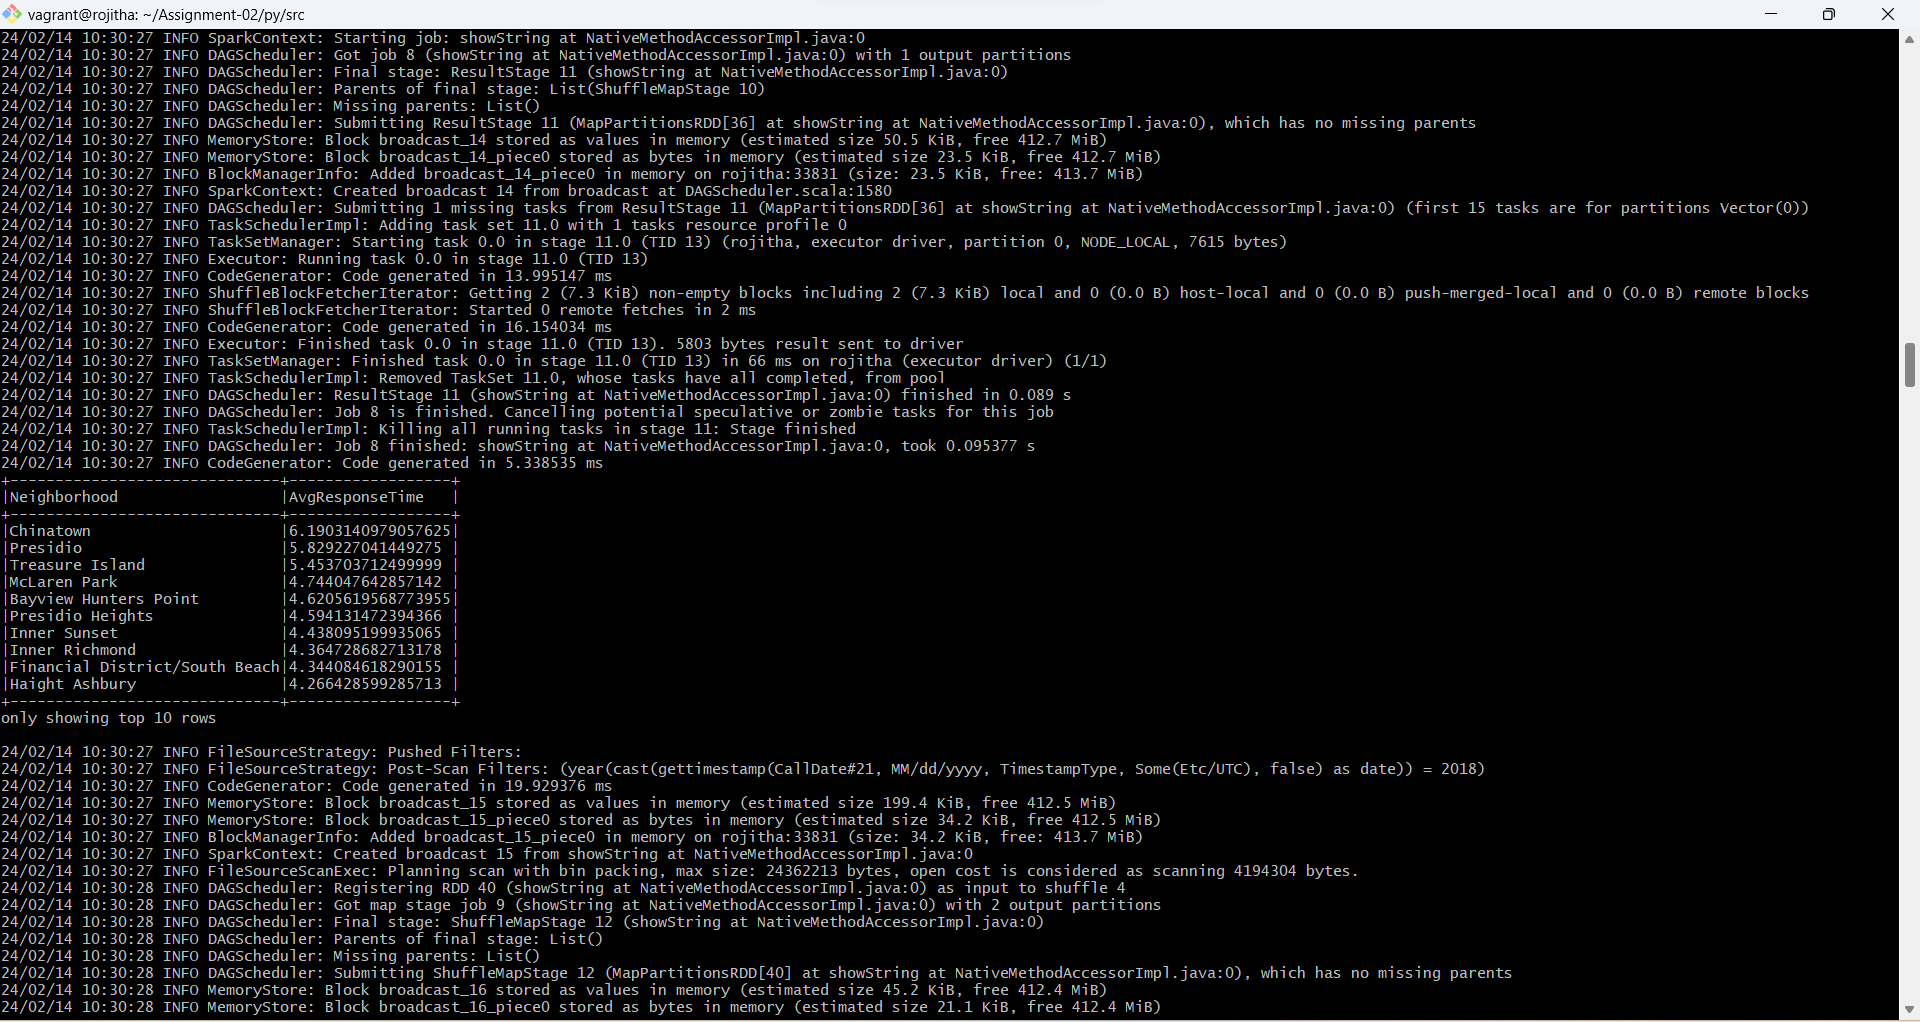 vagrant@rojitha: ~/Assignment-02/py/src
24/02/14 10:30:27 INFO SparkContext: Starting job: showString at NativeMethodAccessorImpl.java:0
24/02/14 10:30:27 INFO DAGScheduler: Got job 8 (showString at NativeMethodAccessorImpl.java:0) with 1 output partitions
24/02/14 10:30:27 INFO DAGScheduler: Final stage: ResultStage 11 (showString at NativeMethodAccessorImpl.java:0)
24/02/14 10:30:27 INFO DAGScheduler: Parents of final stage: List(ShuffleMapStage 10)
24/02/14 10:30:27 INFO DAGScheduler: Missing parents: List()
24/02/14 10:30:27 INFO DAGScheduler: Submitting ResultStage 11 (MapPartitionsRDD[36] at showString at NativeMethodAccessorImpl.java:0), which has no missing parents
24/02/14 10:30:27 INFO MemoryStore: Block broadcast_14 stored as values in memory (estimated size 50.5 KiB, free 412.7 MiB)
24/02/14 10:30:27 INFO MemoryStore: Block broadcast_14_piece0 stored as bytes in memory (estimated size 23.5 KiB, free 412.7 MiB)
24/02/14 10:30:27 INFO BlockManagerInfo: Added broadcast_14_piece0 in memory on rojitha:33831 (size: 23.5 KiB, free: 413.7 MiB)
24/02/14 10:30:27 INFO SparkContext: Created broadcast 14 from broadcast at DAGScheduler.scala:1580
24/02/14 10:30:27 INFO DAGScheduler: Submitting 1 missing tasks from ResultStage 11 (MapPartitionsRDD[36] at showString at NativeMethodAccessorImpl.java:0) (first 15 tasks are for partitions Vector(0))
24/02/14 10:30:27 INFO TaskSchedulerImpl: Adding task set 11.0 with 1 tasks resource profile 0
24/02/14 10:30:27 INFO TaskSetManager: Starting task 0.0 in stage 11.0 (TID 13) (rojitha, executor driver, partition 0, NODE_LOCAL, 7615 bytes)
24/02/14 10:30:27 INFO Executor: Running task 0.0 in stage 11.0 (TID 13)
24/02/14 10:30:27 INFO CodeGenerator: Code generated in 13.995147 ms
24/02/14 10:30:27 INFO ShuffleBlockFetcherIterator: Getting 2 (7.3 KiB) non-empty blocks including 2 (7.3 KiB) local and 0 (0.0 B) host-local and 0 (0.0 B) push-merged-local and 0 (0.0 B) remote blocks
24/02/14 10:30:27 INFO ShuffleBlockFetcherIterator: Started 0 remote fetches in 2 ms
24/02/14 10:30:27 INFO CodeGenerator: Code generated in 16.154034 ms
24/02/14 10:30:27 INFO Executor: Finished task 0.0 in stage 11.0 (TID 13). 5803 bytes result sent to driver
24/02/14 10:30:27 INFO TaskSetManager: Finished task 0.0 in stage 11.0 (TID 13) in 66 ms on rojitha (executor driver) (1/1)
24/02/14 10:30:27 INFO TaskSchedulerImpl: Removed TaskSet 11.0, whose tasks have all completed, from pool
24/02/14 10:30:27 INFO DAGScheduler: ResultStage 11 (showString at NativeMethodAccessorImpl.java:0) finished in 0.089 s
24/02/14 10:30:27 INFO DAGScheduler: Job 8 is finished. Cancelling potential speculative or zombie tasks for this job
24/02/14 10:30:27 INFO TaskSchedulerImpl: Killing all running tasks in stage 11: Stage finished
24/02/14 10:30:27 INFO DAGScheduler: Job 8 finished: showString at NativeMethodAccessorImpl.java:0, took 0.095377 s
24/02/14 10:30:27 INFO CodeGenerator: Code generated in 5.338535 ms
+------------------------------+------------------+
|Neighborhood                  |AvgResponseTime   |
+------------------------------+------------------+
|Chinatown                     |6.1903140979057625|
|Presidio                      |5.829227041449275 |
|Treasure Island               |5.453703712499999 |
|McLaren Park                  |4.744047642857142 |
|Bayview Hunters Point         |4.6205619568773955|
|Presidio Heights              |4.594131472394366 |
|Inner Sunset                  |4.438095199935065 |
|Inner Richmond                |4.364728682713178 |
|Financial District/South Beach|4.344084618290155 |
|Haight Ashbury                |4.266428599285713 |
+------------------------------+------------------+
only showing top 10 rows
24/02/14 10:30:27 INFO FileSourceStrategy: Pushed Filters:
24/02/14 10:30:27 INFO FileSourceStrategy: Post-Scan Filters: (year(cast(gettimestamp(CallDate#21, MM/dd/yyyy, TimestampType, Some(Etc/UTC), false) as date)) = 2018)
24/02/14 10:30:27 INFO CodeGenerator: Code generated in 19.929376 ms
24/02/14 10:30:27 INFO MemoryStore: Block broadcast_15 stored as values in memory (estimated size 199.4 KiB, free 412.5 MiB)
24/02/14 10:30:27 INFO MemoryStore: Block broadcast_15_piece0 stored as bytes in memory (estimated size 34.2 KiB, free 412.5 MiB)
24/02/14 10:30:27 INFO BlockManagerInfo: Added broadcast_15_piece0 in memory on rojitha:33831 (size: 34.2 KiB, free: 413.7 MiB)
24/02/14 10:30:27 INFO SparkContext: Created broadcast 15 from showString at NativeMethodAccessorImpl.java:0
24/02/14 10:30:27 INFO FileSourceScanExec: Planning scan with bin packing, max size: 24362213 bytes, open cost is considered as scanning 4194304 bytes.
24/02/14 10:30:28 INFO DAGScheduler: Registering RDD 40 (showString at NativeMethodAccessorImpl.java:0) as input to shuffle 4
24/02/14 10:30:28 INFO DAGScheduler: Got map stage job 9 (showString at NativeMethodAccessorImpl.java:0) with 2 output partitions
24/02/14 10:30:28 INFO DAGScheduler: Final stage: ShuffleMapStage 12 (showString at NativeMethodAccessorImpl.java:0)
24/02/14 10:30:28 INFO DAGScheduler: Parents of final stage: List()
24/02/14 10:30:28 INFO DAGScheduler: Missing parents: List()
24/02/14 10:30:28 INFO DAGScheduler: Submitting ShuffleMapStage 12 (MapPartitionsRDD[40] at showString at NativeMethodAccessorImpl.java:0), which has no missing parents
24/02/14 10:30:28 INFO MemoryStore: Block broadcast_16 stored as values in memory (estimated size 45.2 KiB, free 412.4 MiB)
24/02/14 10:30:28 INFO MemoryStore: Block broadcast_16_piece0 stored as bytes in memory (estimated size 21.1 KiB, free 412.4 MiB)